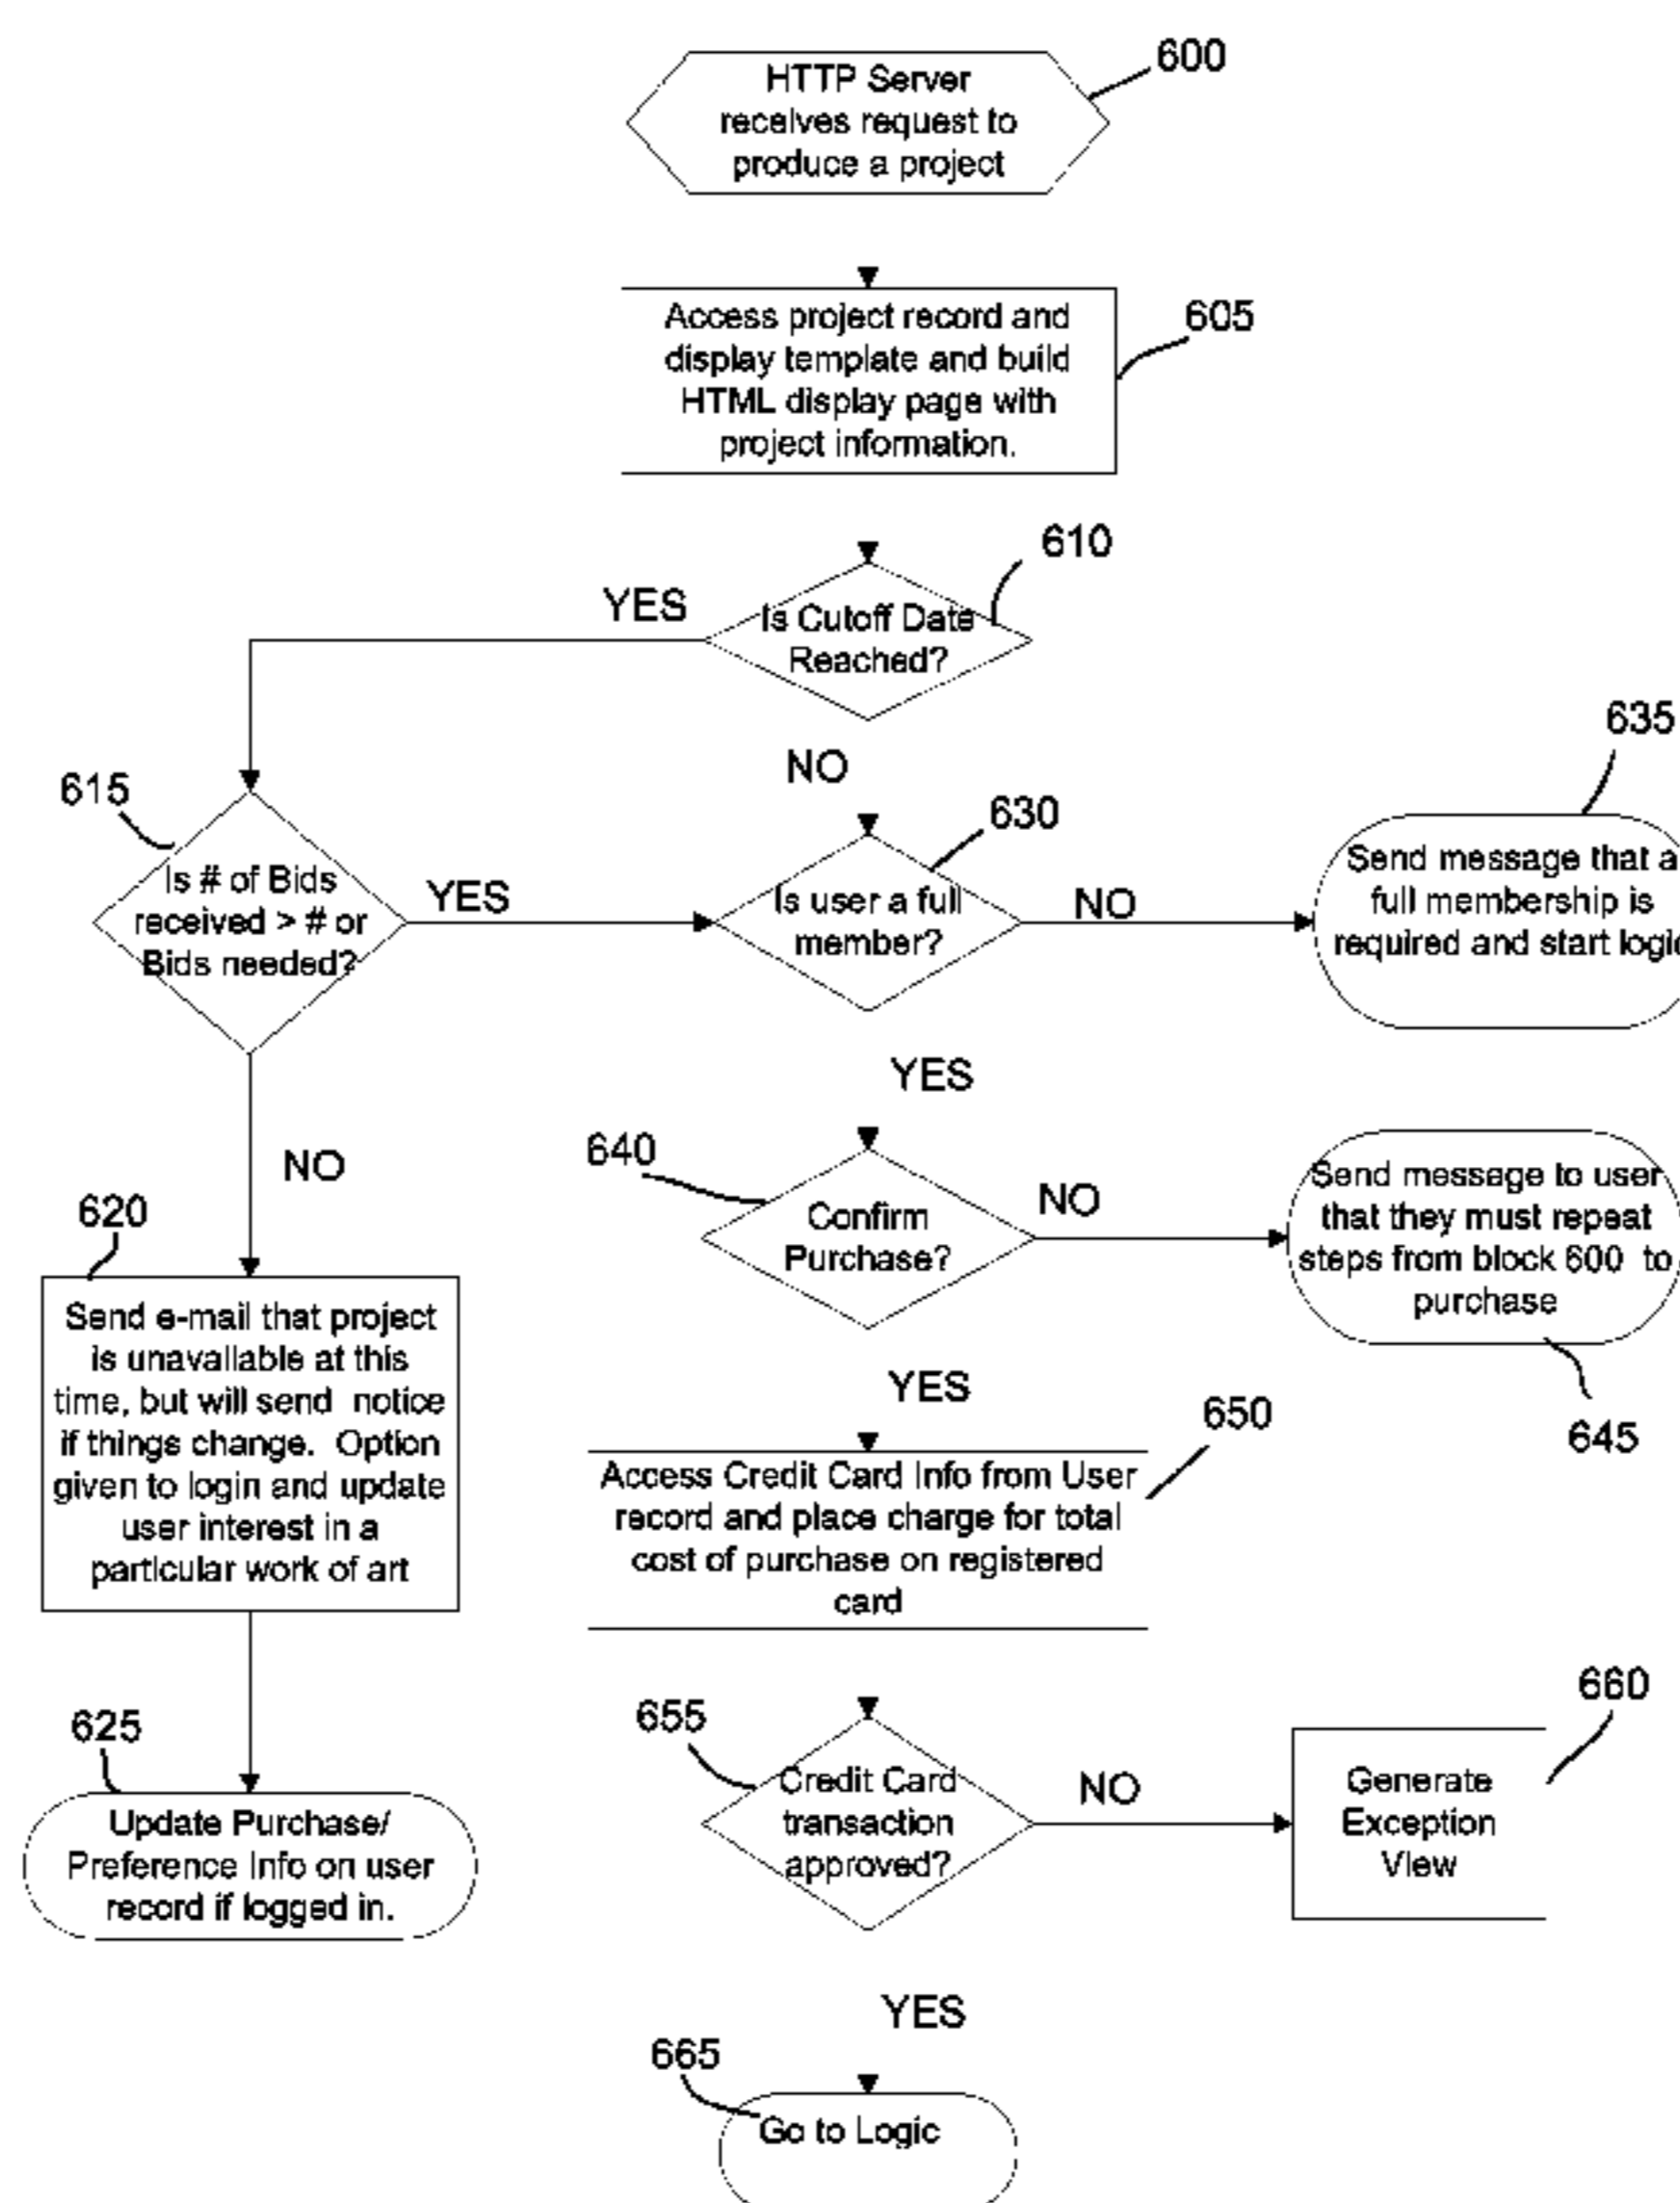 600
HTTP Server
receives request to
produce a project
605
Access project record and
display template and build
HTML display page with
project information.
610
YES
Is Cutoff Date
Reached?
NO
635
615
630
Is # of Bids
received > # or
Bids needed?
YES
Is user a full
member?
NO
Send message that a
full membership is
required and start logic
YES
NO
640
Confirm
Purchase?
NO
Send message to user
that they must repeat
steps from block 600 to
purchase
645
620
Send e-mail that project
is unavailable at this
time, but will send notice
if things change. Option
given to login and update
user interest in a
particular work of art
YES
650
Access Credit Card Info from User
record and place charge for total
cost of purchase on registered
card
625
Update Purchase/
Preference Info on user
record if logged in.
655
Credit Card
transaction
approved?
NO
660
Generate
Exception
View
YES
665
Go to Logic